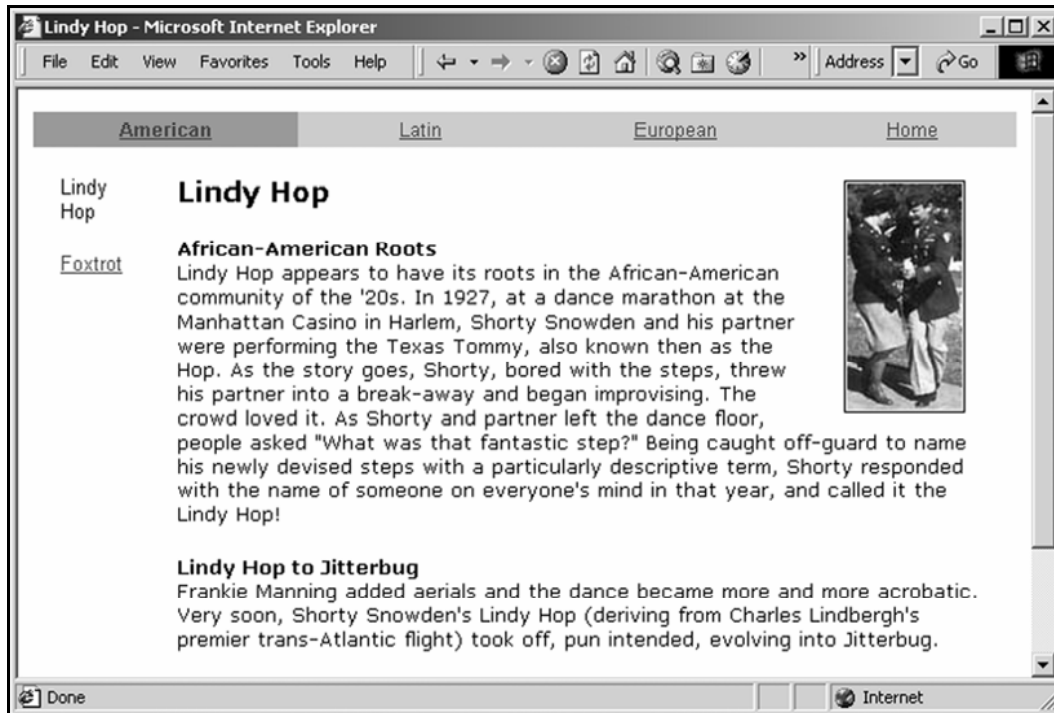 Lindy Hop - Microsoft Internet Explorer
File Edit View Favorites Tools Help » Address Go
American Latin European Home
Lindy
Hop
Foxtrot
Lindy Hop
African-American Roots
Lindy Hop appears to have its roots in the African-American
community of the '20s. In 1927, at a dance marathon at the
Manhattan Casino in Harlem, Shorty Snowden and his partner
were performing the Texas Tommy, also known then as the
Hop. As the story goes, Shorty, bored with the steps, threw
his partner into a break-away and began improvising. The
crowd loved it. As Shorty and partner left the dance floor,
people asked "What was that fantastic step?" Being caught off-guard to name
his newly devised steps with a particularly descriptive term, Shorty responded
with the name of someone on everyone's mind in that year, and called it the
Lindy Hop!
Lindy Hop to Jitterbug
Frankie Manning added aerials and the dance became more and more acrobatic.
Very soon, Shorty Snowden's Lindy Hop (deriving from Charles Lindbergh's
premier trans-Atlantic flight) took off, pun intended, evolving into Jitterbug.
Done Internet